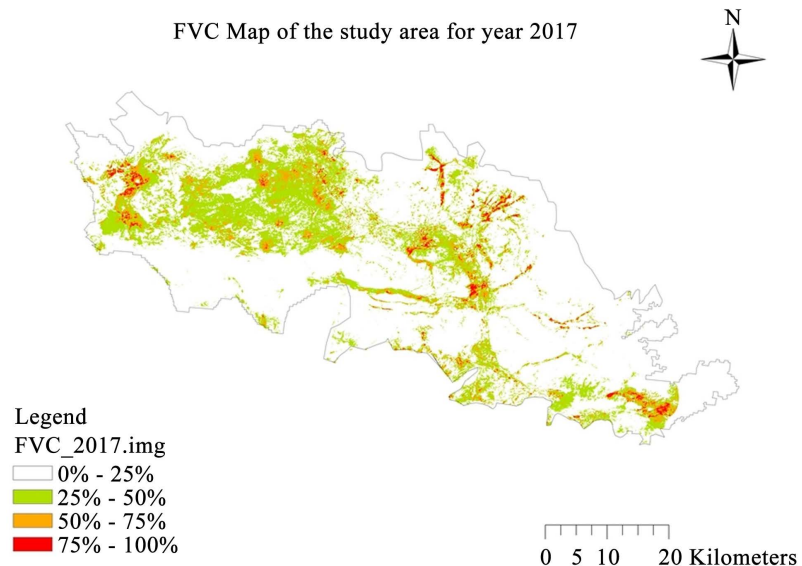 FVC Map of the study area for year 2017
N
Legend
FVC_2017.img
0% - 25%
25% - 50%
50% - 75%
75% - 100%
0 5 10 20 Kilometers